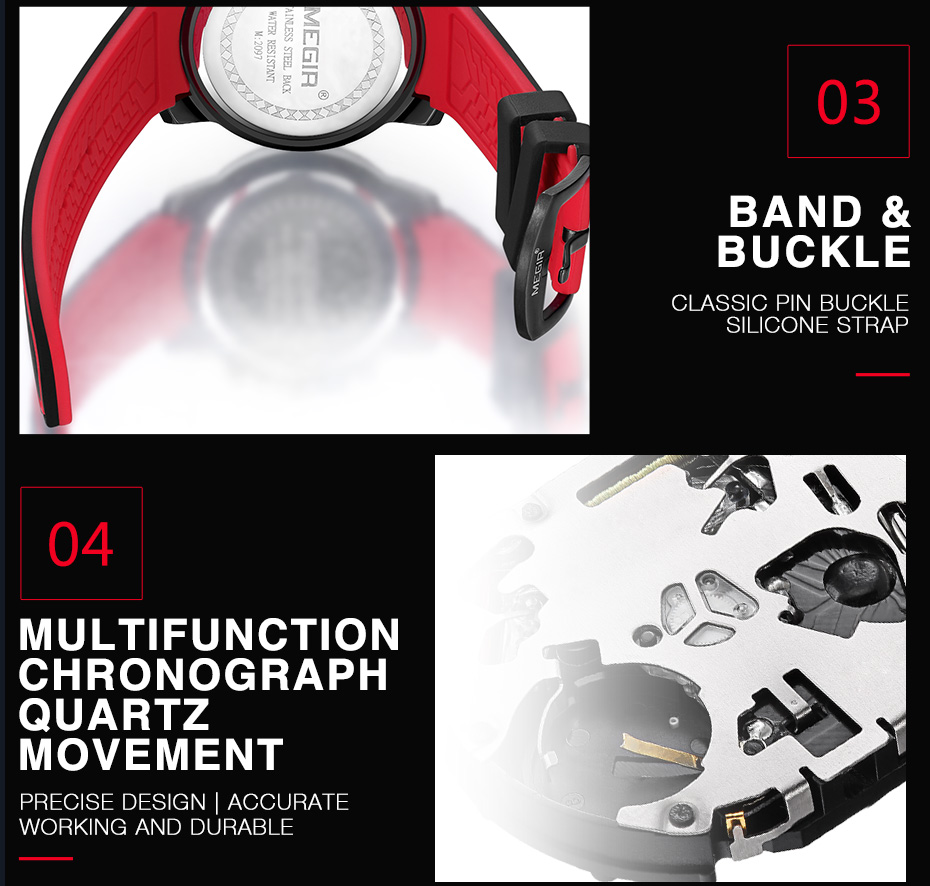 MEGIR®
STAINLESS STEEL BACK
WATER RESISTANT
M:2097
MEGIR®
03
BAND &
BUCKLE
CLASSIC PIN BUCKLE
SILICONE STRAP
04
MULTIFUNCTION
CHRONOGRAPH
QUARTZ
MOVEMENT
PRECISE DESIGN | ACCURATE
WORKING AND DURABLE